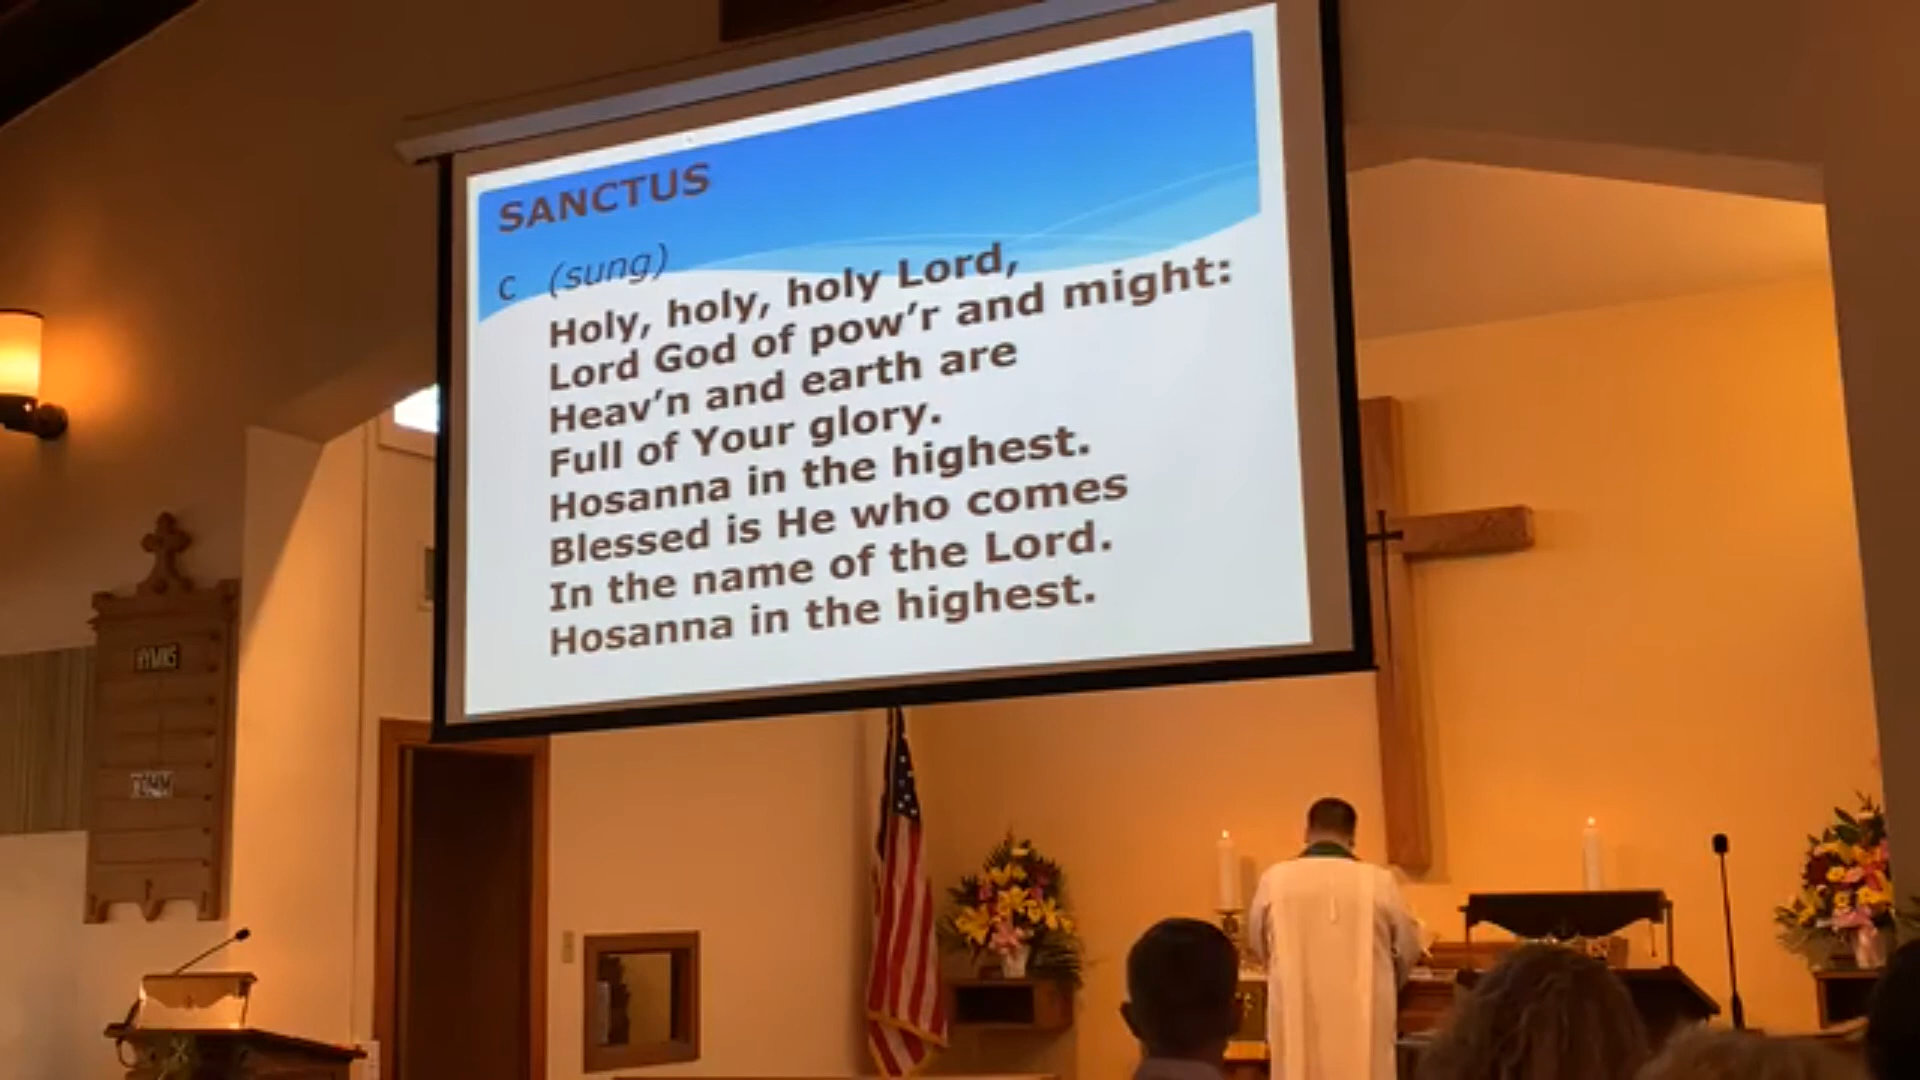 SANCTUS
C (sung)
Holy, holy, holy Lord,
Lord God of pow’r and might:
Heav’n and earth are
Full of Your glory.
Hosanna in the highest.
Blessed is He who comes
In the name of the Lord.
Hosanna in the highest.
HYMNS